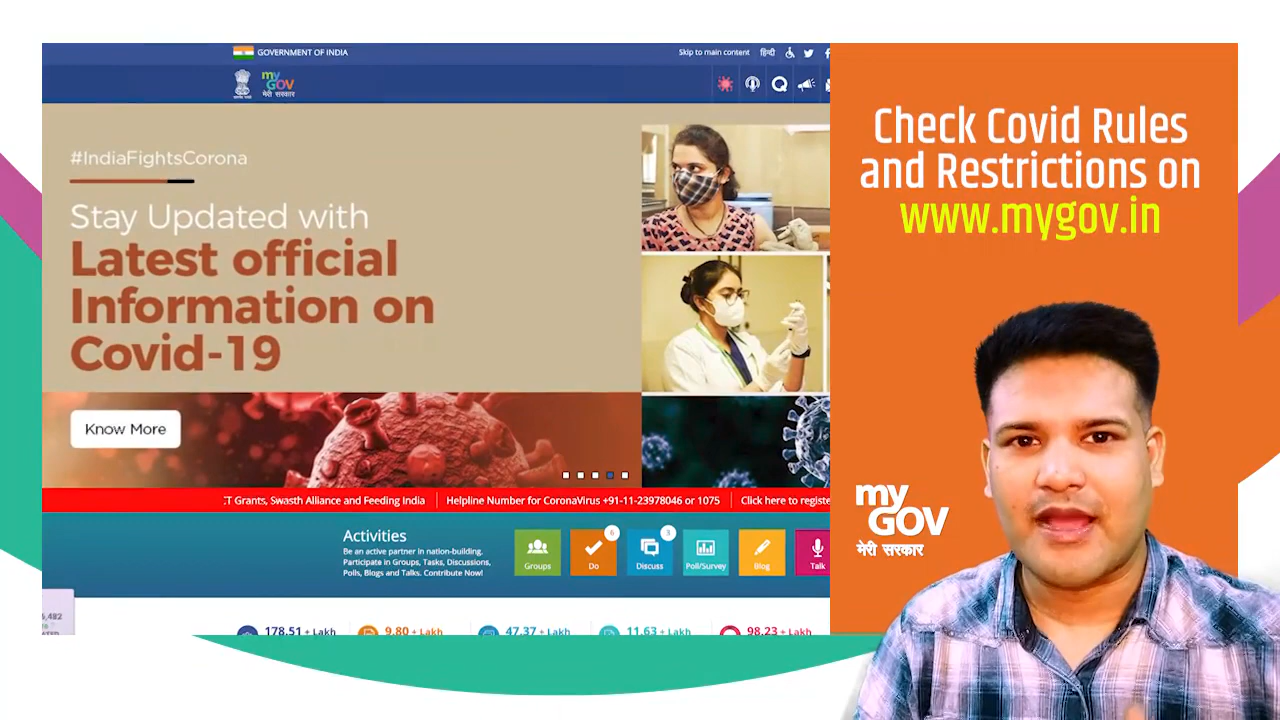 GOVERNMENT OF INDIA
Skip to main content
हिन्दी
my
GOV
मेरी सरकार
#IndiaFightsCorona
Stay Updated with
Latest official
Information on
Covid-19
Know More
Grants, Swasth Alliance and Feeding India
Helpline Number for CoronaVirus +91-11-23978046 or 1075
Click here to registe
Activities
Be an active partner in nation-building.
Participate in Groups, Tasks, Discussions,
Polls, Blogs and Talks. Contribute Now!
Groups
6
Do
3
Discuss
Poll/Survey
Blog
Talk
178.51 + Lakh
9.80 + Lakh
47.37 + Lakh
11.63 + Lakh
98.23 + Lakh
Check Covid Rules
and Restrictions on
www.mygov.in
my
GOV
मेरी सरकार